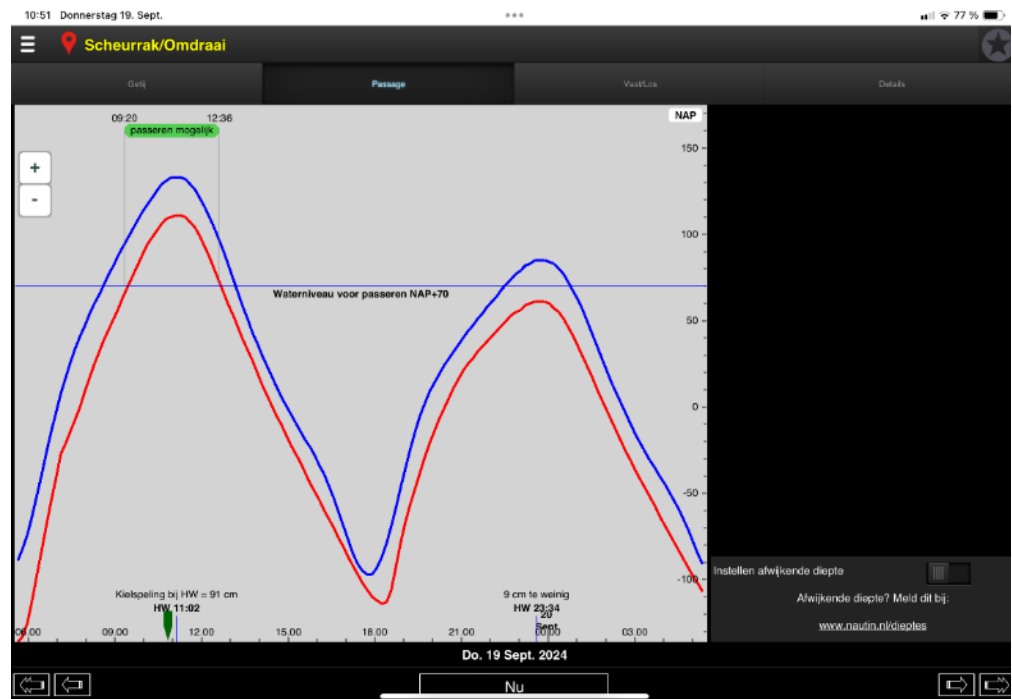 10:51 Donnerstag 19. Sept.
77 %
Scheurrak/Omdraai
Getij
Passage
Vast/Los
Details
09:20
12:36
passeren mogelijk
NAP
150
+
-
100
Waterniveau voor passeren NAP+70
50
0
-50
-100
Instellen afwijkende diepte
Afwijkende diepte? Meld dit bij:
www.nautin.nl/dieptes
Kielspeling bij HW = 91 cm
HW 11:02
9 cm te weinig
HW 23:34
20
Sept.
06:00
09:00
12:00
15:00
18:00
21:00
00:00
03:00
Do. 19 Sept. 2024
Nu